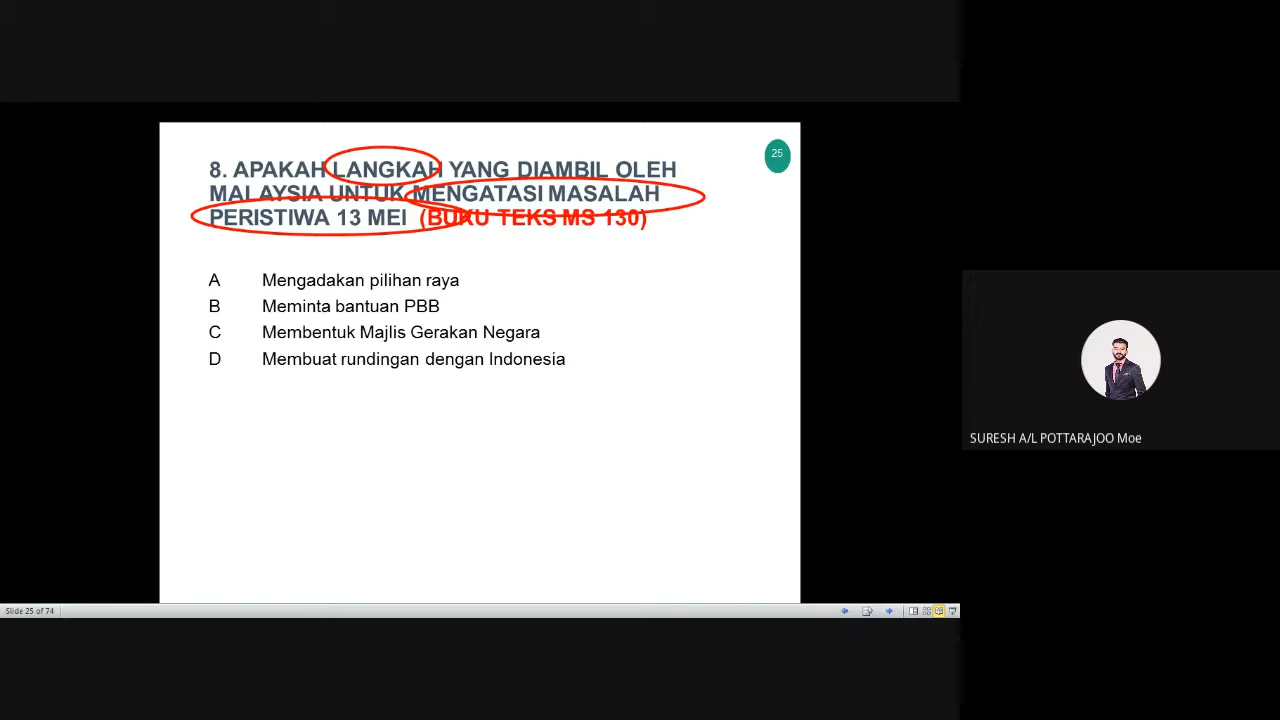 25
8. APAKAH LANGKAH YANG DIAMBIL OLEH
MALAYSIA UNTUK MENGATASI MASALAH
PERISTIWA 13 MEI (BUKU TEKS MS 130)
A Mengadakan pilihan raya
B Meminta bantuan PBB
C Membentuk Majlis Gerakan Negara
D Membuat rundingan dengan Indonesia
SURESH A/L POTTARAJOO Moe
Slide 25 of 74